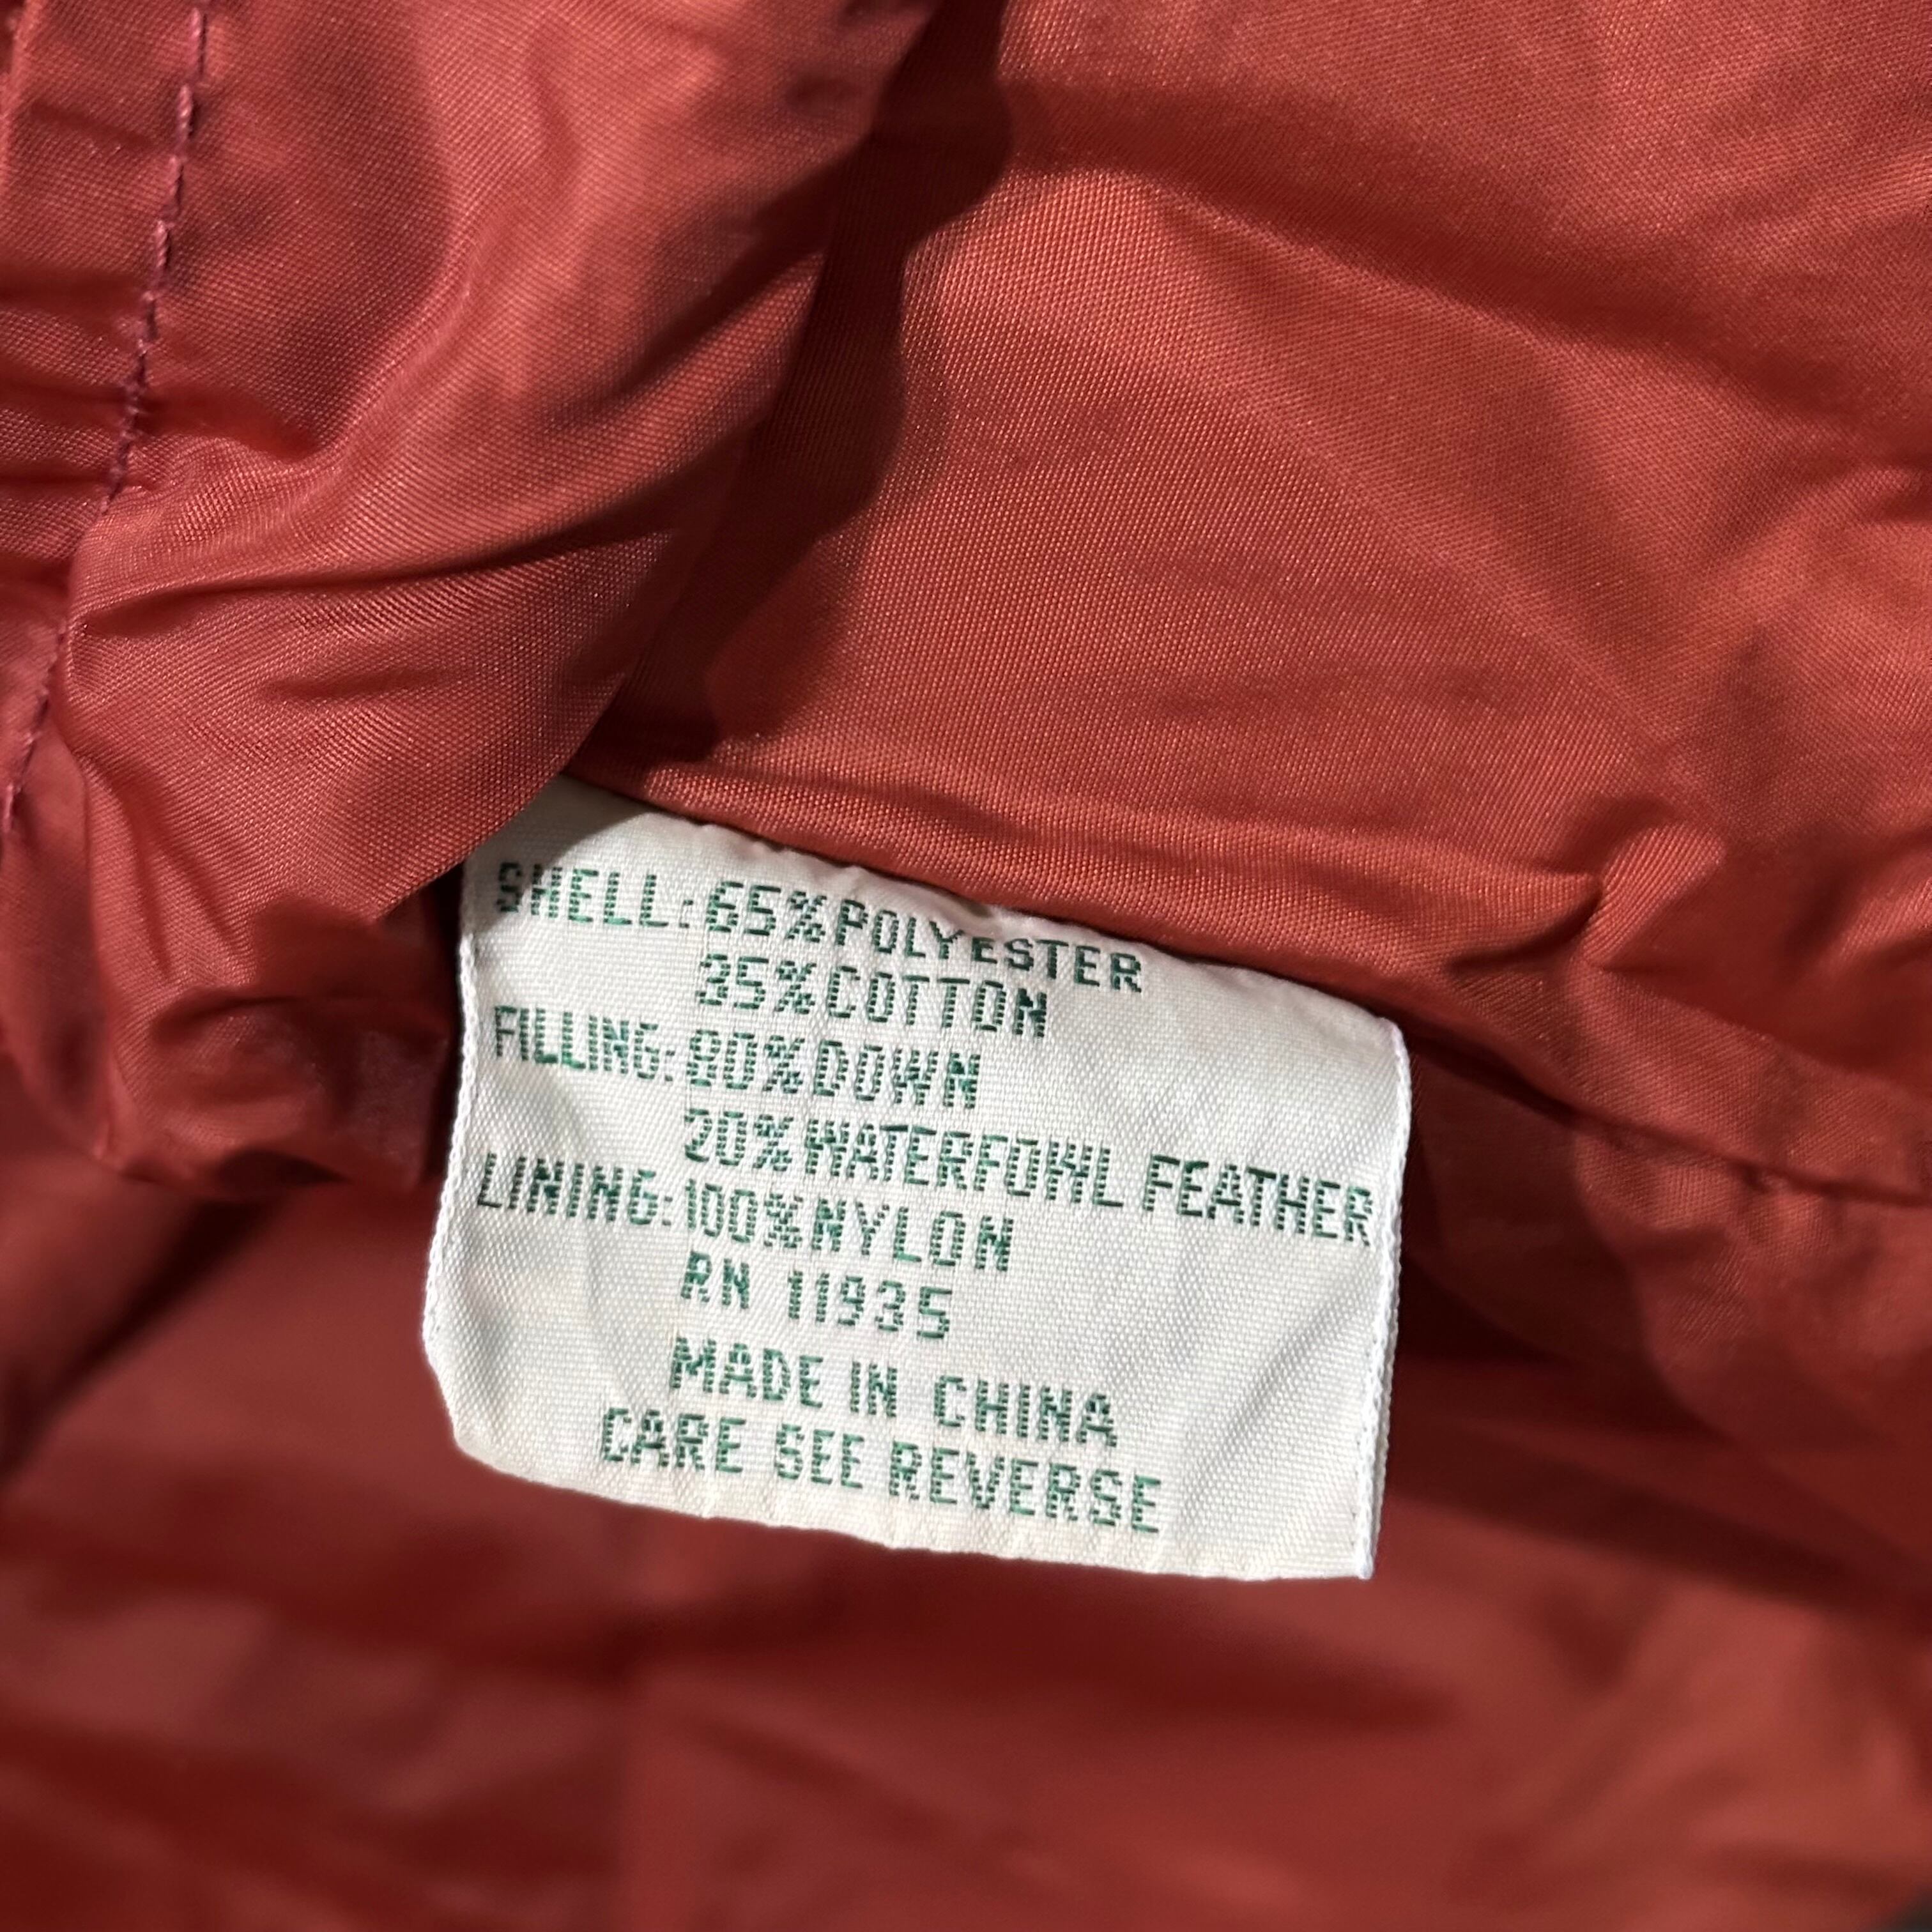 SHELL: 65% POLYESTER
35% COTTON
FILLING: 80% DOWN
20% WATERFOWL FEATHER
LINING: 100% NYLON
RN 11935
MADE IN CHINA
CARE SEE REVERSE